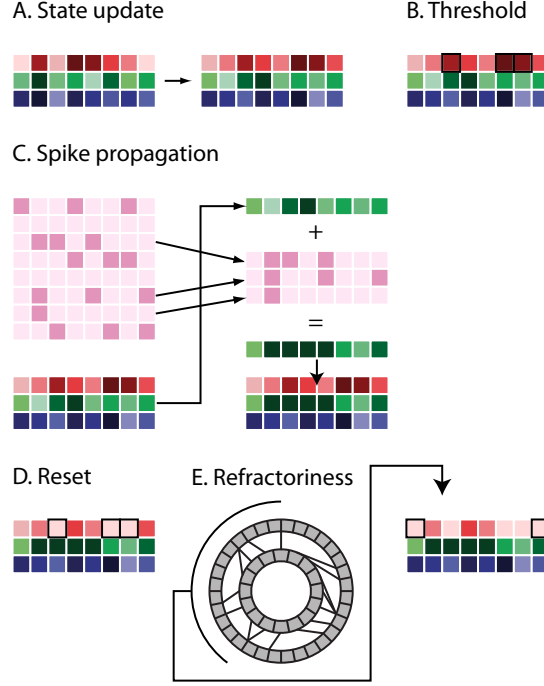 A. State update
B. Threshold
C. Spike propagation
+
=
D. Reset
E. Refractoriness